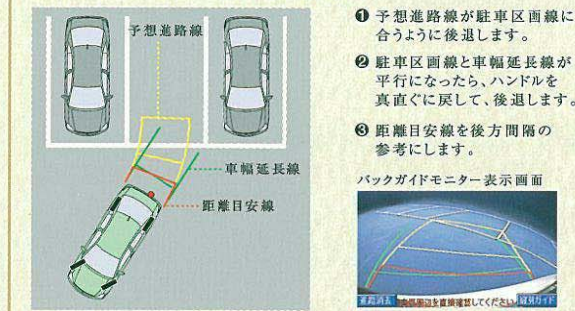 予想進路線
車幅延長線
距離目安線
❶ 予想進路線が駐車区画線に
合うように後退します。
❷ 駐車区画線と車幅延長線が
平行になったら、ハンドルを
真直ぐに戻して、後退します。
❸ 距離目安線を後方間隔の
参考にします。
バックガイドモニター表示画面
を直接確認してください